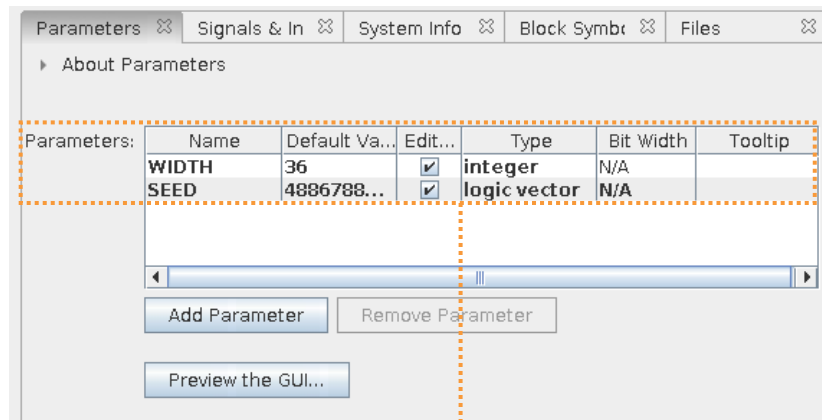 Parameters Signals & In System Info Block Symbc Files
About Parameters
Parameters: Name Default Va... Edit... Type Bit Width Tooltip
WIDTH 36 integer N/A
SEED 4886788... logic vector N/A
Add Parameter Remove Parameter
Preview the GUI...